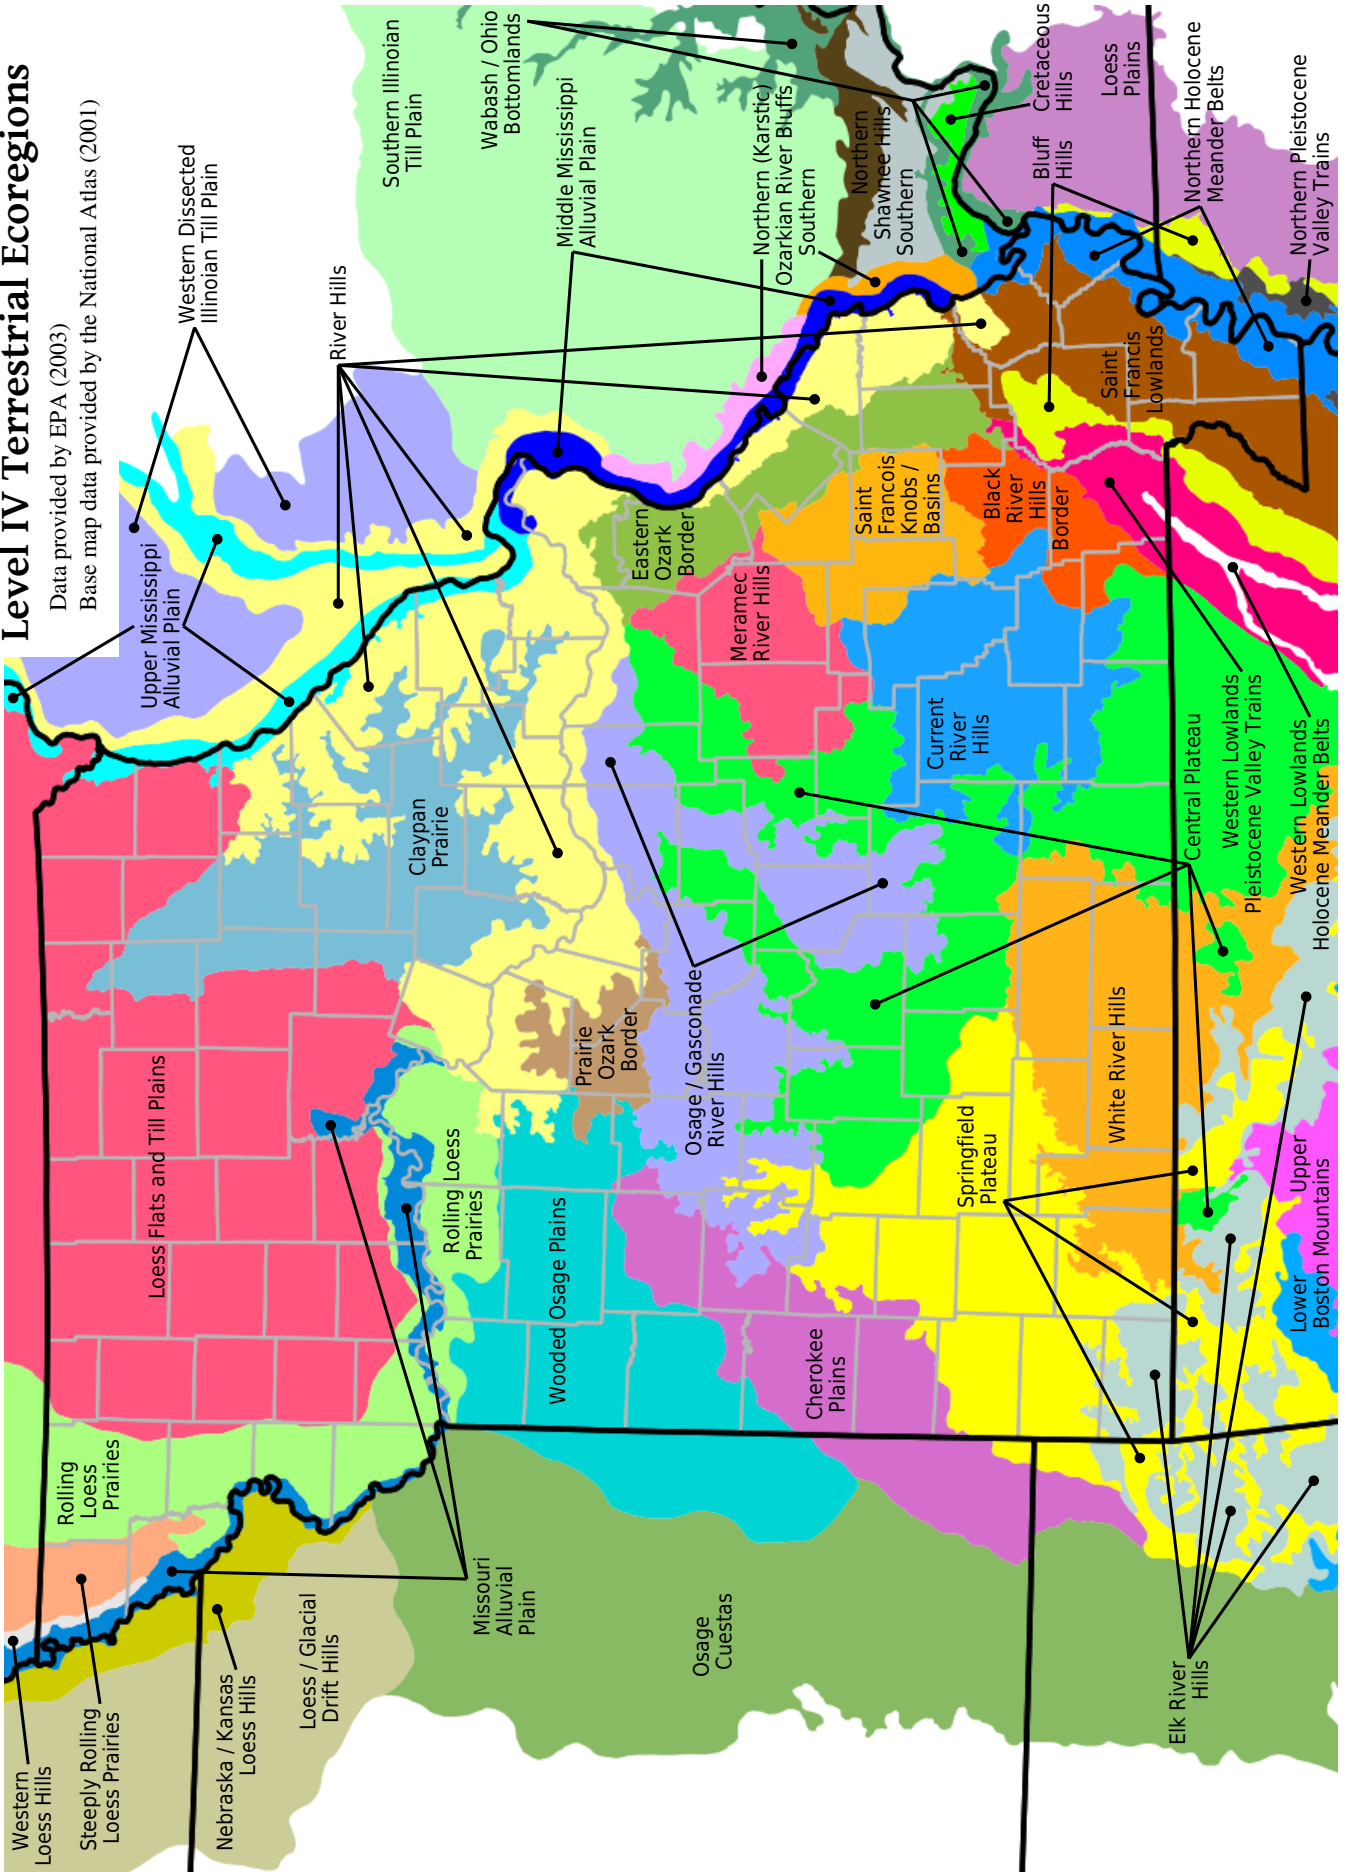 Level IV Terrestrial Ecoregions
Data provided by EPA (2003)
Base map data provided by the National Atlas (2001)
Western
Loess Hills
Steeply Rolling
Loess Prairies
Nebraska / Kansas
Loess Hills
Loess / Glacial
Drift Hills
Rolling
Loess
Prairies
Missouri
Alluvial
Plain
Osage
Cuestas
Elk River
Hills
Loess Flats and Till Plains
Rolling Loess
Prairies
Wooded Osage Plains
Cherokee
Plains
Springfield
Plateau
White River Hills
Lower
Boston Mountains
Upper
Prairie
Ozark
Border
Osage / Gasconade
River Hills
Claypan
Prairie
Central Plateau
Western Lowlands
Pleistocene Valley Trains
Western Lowlands
Holocene Meander Belts
Upper Mississippi
Alluvial Plain
Western Dissected
Illinoian Till Plain
River Hills
Eastern
Ozark
Border
Meramec
River Hills
Current
River
Hills
Saint
Francois
Knobs /
Basins
Black
River
Hills
Border
Saint
Francis
Lowlands
Southern Illinoian
Till Plain
Wabash / Ohio
Bottomlands
Middle Mississippi
Alluvial Plain
Northern (Karstic)
Ozarkian River Bluffs
Southern
Northern
Shawnee Hills
Southern
Cretaceous
Hills
Bluff
Hills
Loess
Plains
Northern Holocene
Meander Belts
Northern Pleistocene
Valley Trains